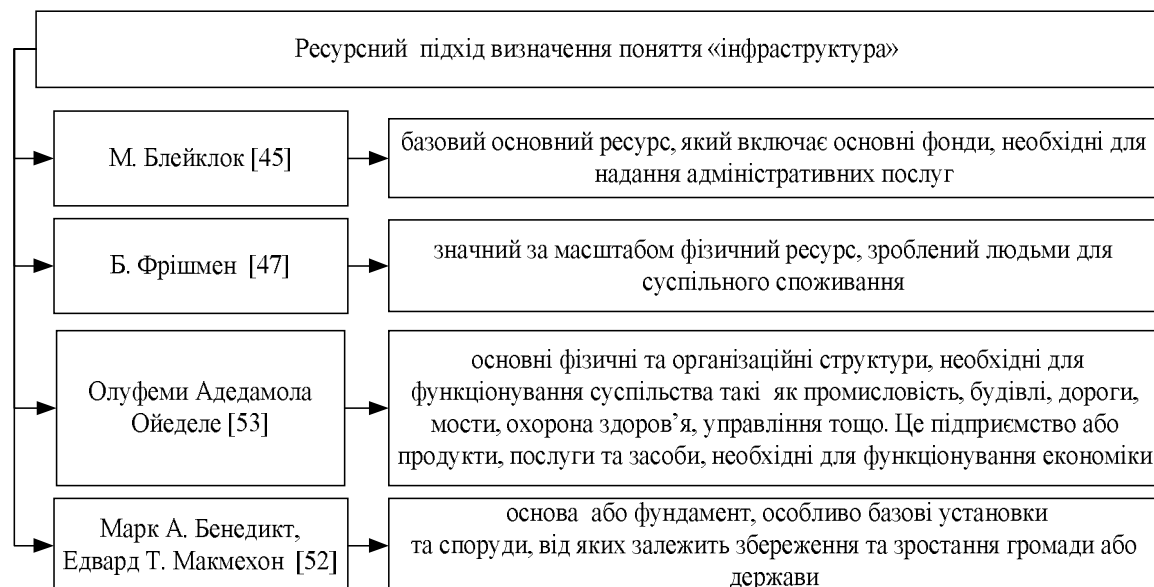 Ресурсний підхід визначення поняття «інфраструктура»
М. Блейклок [45]
базовий основний ресурс, який включає основні фонди, необхідні для
надання адміністративних послуг
Б. Фрішмен [47]
значний за масштабом фізичний ресурс, зроблений людьми для
суспільного споживання
Олуфеми Адедамола
Ойеделе [53]
основні фізичні та організаційні структури, необхідні для
функціонування суспільства такі як промисловість, будівлі, дороги,
мости, охорона здоров’я, управління тощо. Це підприємство або
продукти, послуги та засоби, необхідні для функціонування економіки
Марк А. Бенедикт,
Едвард Т. Макмехон [52]
основа або фундамент, особливо базові установки
та споруди, від яких залежить збереження та зростання громади або
держави